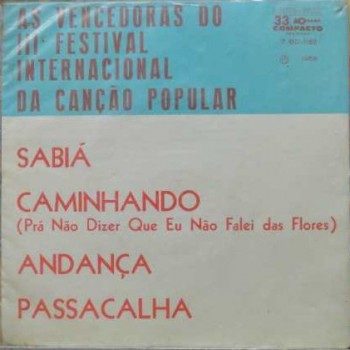 AS VENCEDORAS DO
III- FESTIVAL
INTERNACIONAL
DA CANÇÃO POPULAR
33
COMPACTO
SABIÁ
CAMINHANDO
(Prá Não Dizer Que Eu Não Falei das Flores)
ANDANÇA
PASSACALHA